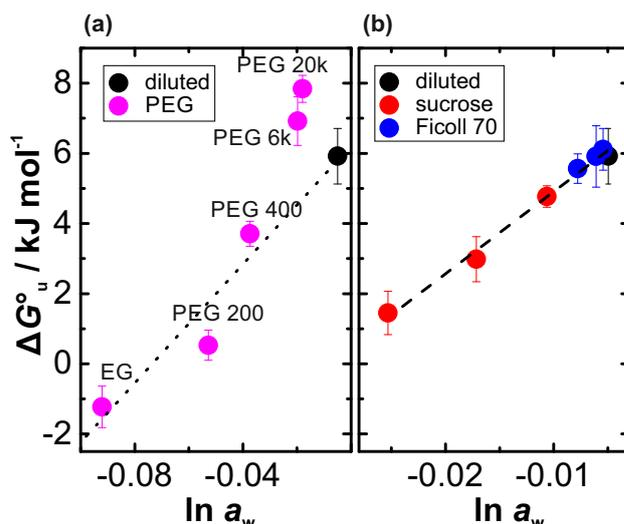 (a)
(b)
8
6
4
2
0
-2
ΔG°u / kJ mol⁻¹
diluted
PEG
PEG 20k
PEG 6k
PEG 400
PEG 200
EG
diluted
sucrose
Ficoll 70
-0.08
-0.04
-0.02
-0.01
ln aw
ln aw